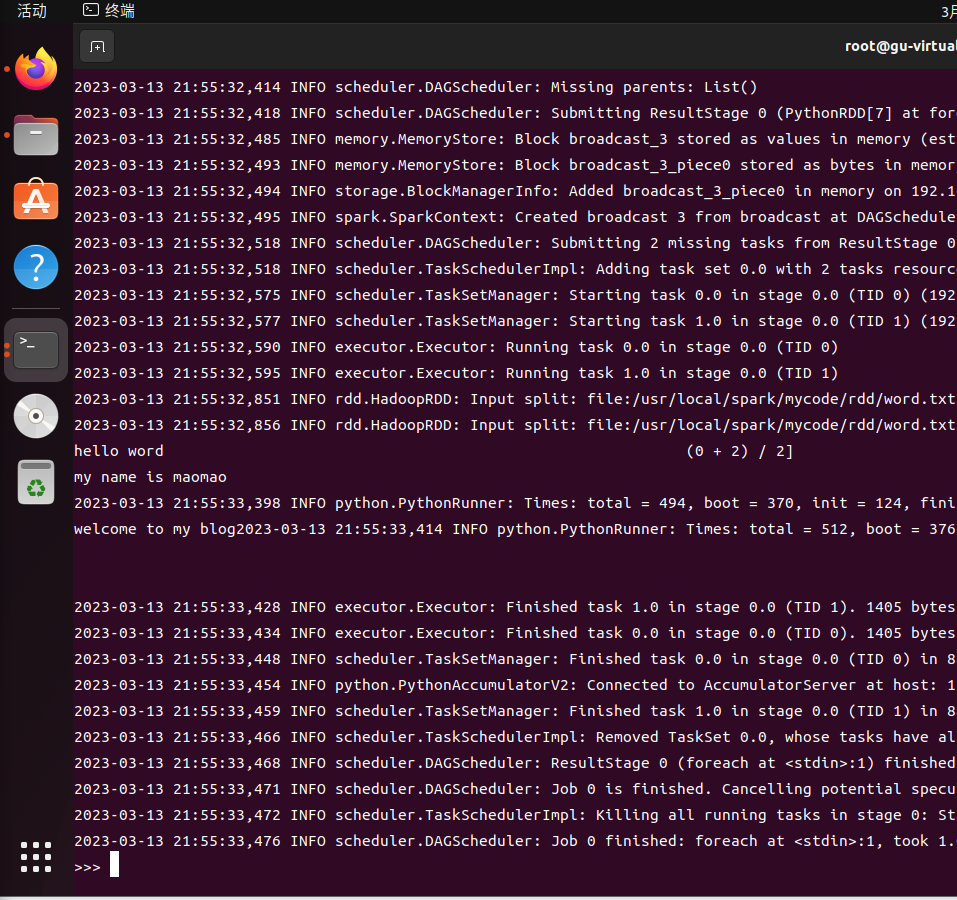 活动 终端 3月
root@gu-virtual
2023-03-13 21:55:32,414 INFO scheduler.DAGScheduler: Missing parents: List()
2023-03-13 21:55:32,418 INFO scheduler.DAGScheduler: Submitting ResultStage 0 (PythonRDD[7] at for
2023-03-13 21:55:32,485 INFO memory.MemoryStore: Block broadcast_3 stored as values in memory (est
2023-03-13 21:55:32,493 INFO memory.MemoryStore: Block broadcast_3_piece0 stored as bytes in memor
2023-03-13 21:55:32,494 INFO storage.BlockManagerInfo: Added broadcast_3_piece0 in memory on 192.1
2023-03-13 21:55:32,495 INFO spark.SparkContext: Created broadcast 3 from broadcast at DAGSchedule
2023-03-13 21:55:32,518 INFO scheduler.DAGScheduler: Submitting 2 missing tasks from ResultStage 0
2023-03-13 21:55:32,518 INFO scheduler.TaskSchedulerImpl: Adding task set 0.0 with 2 tasks resourc
2023-03-13 21:55:32,575 INFO scheduler.TaskSetManager: Starting task 0.0 in stage 0.0 (TID 0) (192
2023-03-13 21:55:32,577 INFO scheduler.TaskSetManager: Starting task 1.0 in stage 0.0 (TID 1) (192
2023-03-13 21:55:32,590 INFO executor.Executor: Running task 0.0 in stage 0.0 (TID 0)
2023-03-13 21:55:32,595 INFO executor.Executor: Running task 1.0 in stage 0.0 (TID 1)
2023-03-13 21:55:32,851 INFO rdd.HadoopRDD: Input split: file:/usr/local/spark/mycode/rdd/word.txt
2023-03-13 21:55:32,856 INFO rdd.HadoopRDD: Input split: file:/usr/local/spark/mycode/rdd/word.txt
hello word (0 + 2) / 2]
my name is maomao
2023-03-13 21:55:33,398 INFO python.PythonRunner: Times: total = 494, boot = 370, init = 124, fini
welcome to my blog2023-03-13 21:55:33,414 INFO python.PythonRunner: Times: total = 512, boot = 376
2023-03-13 21:55:33,428 INFO executor.Executor: Finished task 1.0 in stage 0.0 (TID 1). 1405 bytes
2023-03-13 21:55:33,434 INFO executor.Executor: Finished task 0.0 in stage 0.0 (TID 0). 1405 bytes
2023-03-13 21:55:33,448 INFO scheduler.TaskSetManager: Finished task 0.0 in stage 0.0 (TID 0) in 8
2023-03-13 21:55:33,454 INFO python.PythonAccumulatorV2: Connected to AccumulatorServer at host: 1
2023-03-13 21:55:33,459 INFO scheduler.TaskSetManager: Finished task 1.0 in stage 0.0 (TID 1) in 8
2023-03-13 21:55:33,466 INFO scheduler.TaskSchedulerImpl: Removed TaskSet 0.0, whose tasks have al
2023-03-13 21:55:33,468 INFO scheduler.DAGScheduler: ResultStage 0 (foreach at <stdin>:1) finished
2023-03-13 21:55:33,471 INFO scheduler.DAGScheduler: Job 0 is finished. Cancelling potential specu
2023-03-13 21:55:33,472 INFO scheduler.TaskSchedulerImpl: Killing all running tasks in stage 0: St
2023-03-13 21:55:33,476 INFO scheduler.DAGScheduler: Job 0 finished: foreach at <stdin>:1, took 1.
>>>